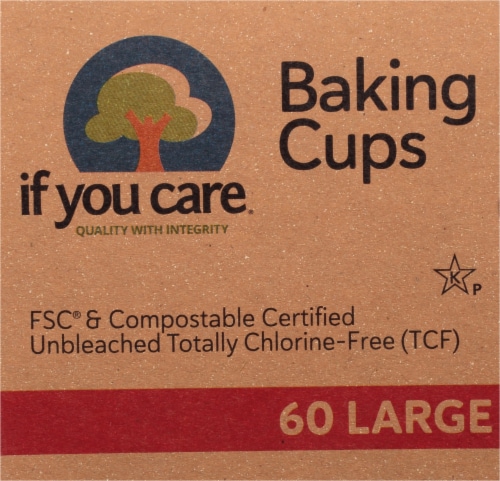 Baking
Cups
if you care.
QUALITY WITH INTEGRITY
K
P
FSC® & Compostable Certified
Unbleached Totally Chlorine-Free (TCF)
60 LARGE